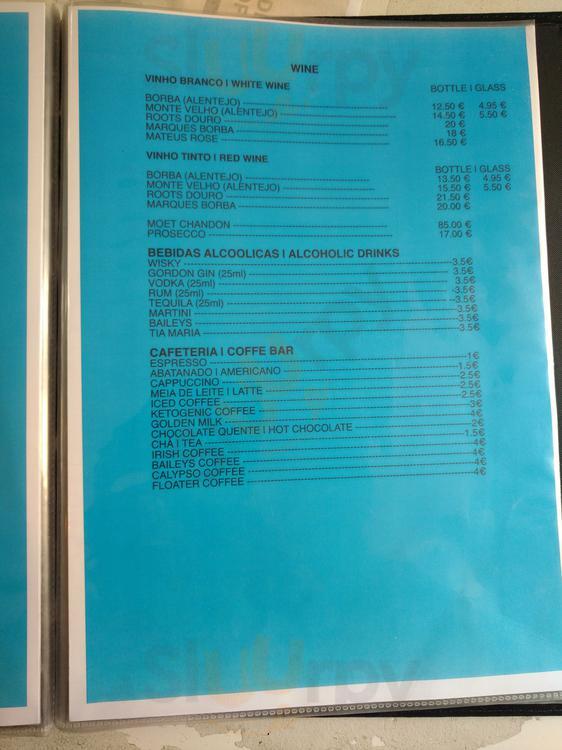 WINE
VINHO BRANCO | WHITE WINE
BOTTLE | GLASS
BORBA (ALENTEJO) 12.50 € 4.95 €
MONTE VELHO (ALENTEJO) 14.50 € 5.50 €
ROOTS DOURO 20 €
MARQUES BORBA 18 €
MATEUS ROSE 16.50 €
VINHO TINTO | RED WINE
BOTTLE | GLASS
BORBA (ALENTEJO) 13.50 € 4.95 €
MONTE VELHO (ALENTEJO) 15.50 € 5.50 €
ROOTS DOURO 21.50 €
MARQUES BORBA 20.00 €
MOET CHANDON 85.00 €
PROSECCO 17.00 €
BEBIDAS ALCOOLICAS | ALCOHOLIC DRINKS
WISKY 3.5€
GORDON GIN (25ml) 3.5€
VODKA (25ml) 3.5€
RUM (25ml) 3.5€
TEQUILA (25ml) 3.5€
MARTINI 3.5€
BAILEYS 3.5€
TIA MARIA 3.5€
CAFETERIA | COFFE BAR
ESPRESSO 1€
ABATANADO | AMERICANO 1.5€
CAPPUCCINO 2.5€
MEIA DE LEITE | LATTE 2.5€
ICED COFFEE 2.5€
KETOGENIC COFFEE 3€
GOLDEN MILK 4€
CHOCOLATE QUENTE | HOT CHOCOLATE 2€
CHÁ | TEA 1.5€
IRISH COFFEE 4€
BAILEYS COFFEE 4€
CALYPSO COFFEE 4€
FLOATER COFFEE 4€
sluurpy
sluurpy